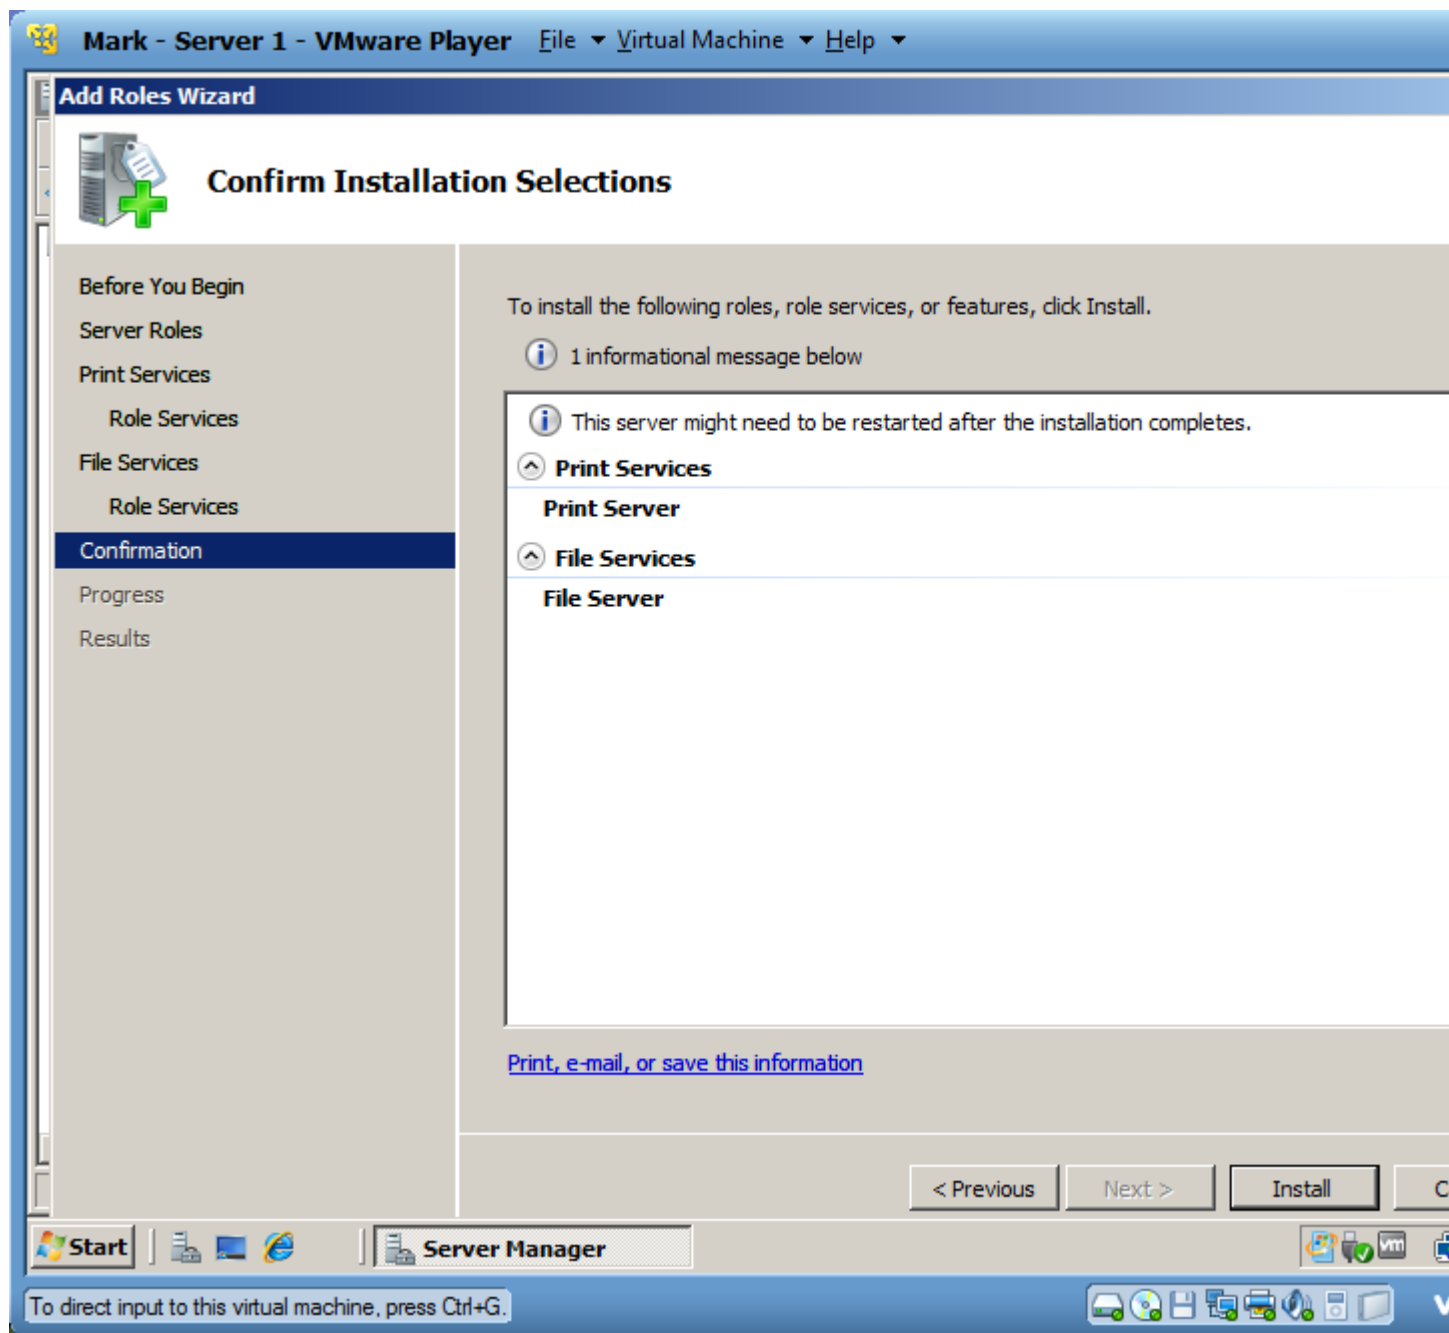 Mark - Server 1 - VMware Player File Virtual Machine Help
Add Roles Wizard
Confirm Installation Selections
Before You Begin
Server Roles
Print Services
Role Services
File Services
Role Services
Confirmation
Progress
Results
To install the following roles, role services, or features, click Install.
1 informational message below
This server might need to be restarted after the installation completes.
Print Services
Print Server
File Services
File Server
Print, e-mail, or save this information
< Previous Next > Install
Start Server Manager vm
To direct input to this virtual machine, press Ctrl+G.